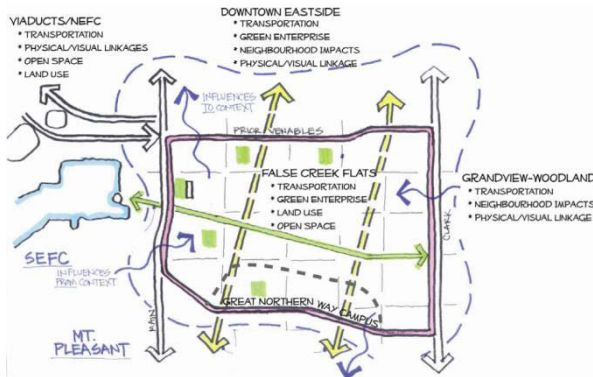 DOWNTOWN EASTSIDE
* TRANSPORTATION
* GREEN ENTERPRISE
* NEIGHBOURHOOD IMPACTS
* PHYSICAL/VISUAL LINKAGE
VIADUCTS/NEFC
* TRANSPORTATION
* PHYSICAL/VISUAL LINKAGES
* OPEN SPACE
* LAND USE
INFLUENCES
TO CONTEXT
PRIOR VENABLES
FALSE CREEK FLATS
* TRANSPORTATION
* GREEN ENTERPRISE
* LAND USE
* OPEN SPACE
GRANDVIEW-WOODLAND
* TRANSPORTATION
* NEIGHBOURHOOD IMPACTS
* PHYSICAL/VISUAL LINKAGE
CLARK
SEFC
INFLUENCES
FROM CONTEXT
MAIN
GREAT NORTHERN WAY CAMPUS
MT.
PLEASANT